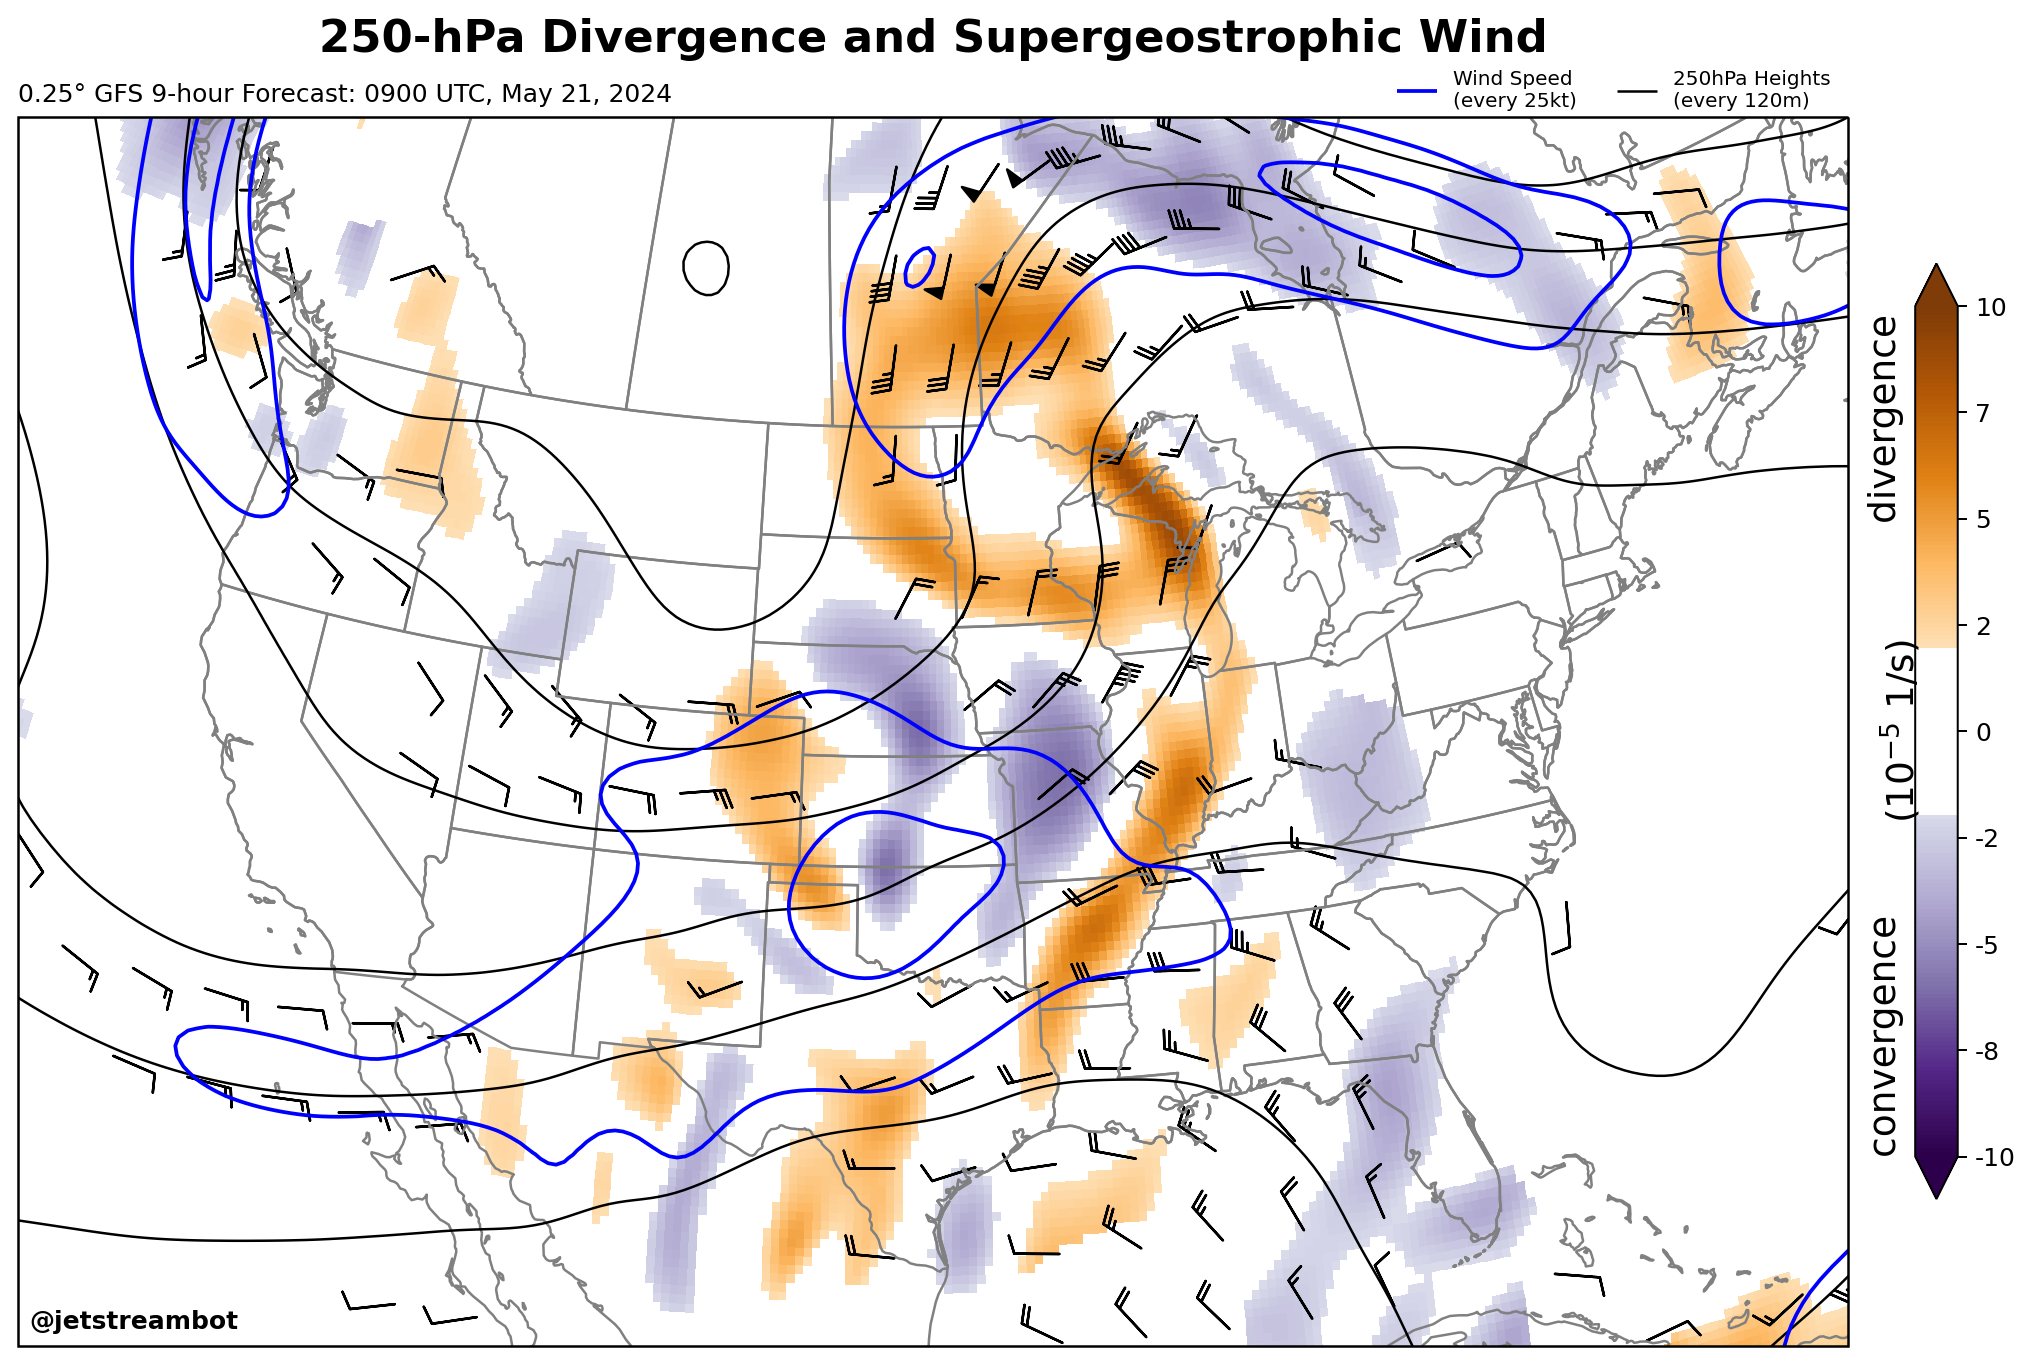 250-hPa Divergence and Supergeostrophic Wind
0.25° GFS 9-hour Forecast: 0900 UTC, May 21, 2024
Wind Speed
(every 25kt)
250hPa Heights
(every 120m)
10
7
5
2
0
-2
-5
-8
-10
divergence
(10⁻⁵ 1/s)
convergence
@jetstreambot